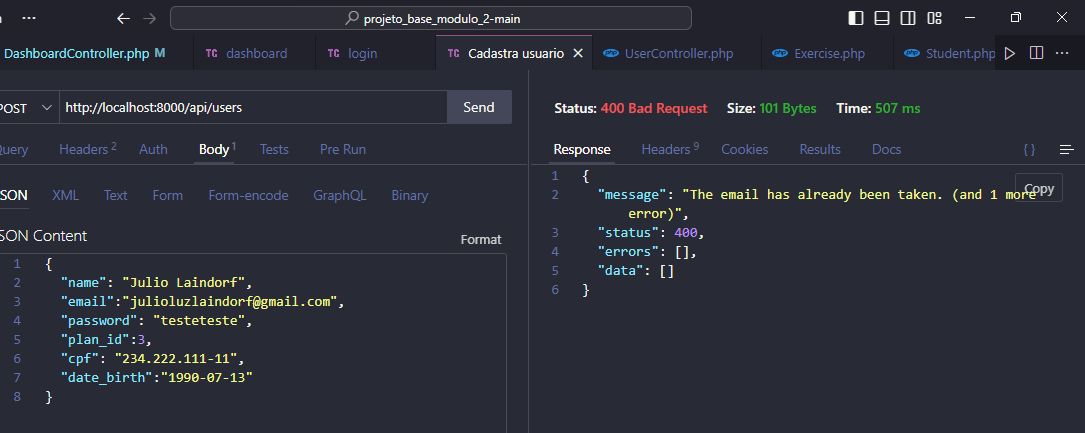 projeto_base_modulo_2-main
DashboardController.php M
TC dashboard
TC login
TC Cadastra usuario
php UserController.php
php Exercise.php
php Student.php
POST
http://localhost:8000/api/users
Send
Query
Headers 2
Auth
Body 1
Tests
Pre Run
JSON
XML
Text
Form
Form-encode
GraphQL
Binary
JSON Content
Format
1 {
2 "name": "Julio Laindorf",
3 "email":"julioluzlaindorf@gmail.com",
4 "password": "testeteste",
5 "plan_id":3,
6 "cpf": "234.222.111-11",
7 "date_birth":"1990-07-13"
8 }
Status: 400 Bad Request Size: 101 Bytes Time: 507 ms
Response
Headers 9
Cookies
Results
Docs
{ }
Copy
1 {
2 "message": "The email has already been taken. (and 1 more
error)",
3 "status": 400,
4 "errors": [],
5 "data": []
6 }